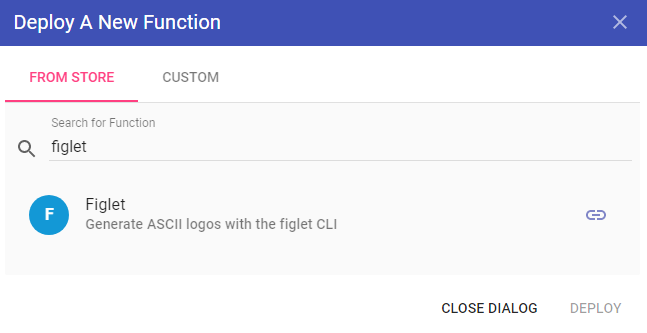 Deploy A New Function
FROM STORE CUSTOM
Search for Function
figlet
F
Figlet
Generate ASCII logos with the figlet CLI
CLOSE DIALOG DEPLOY